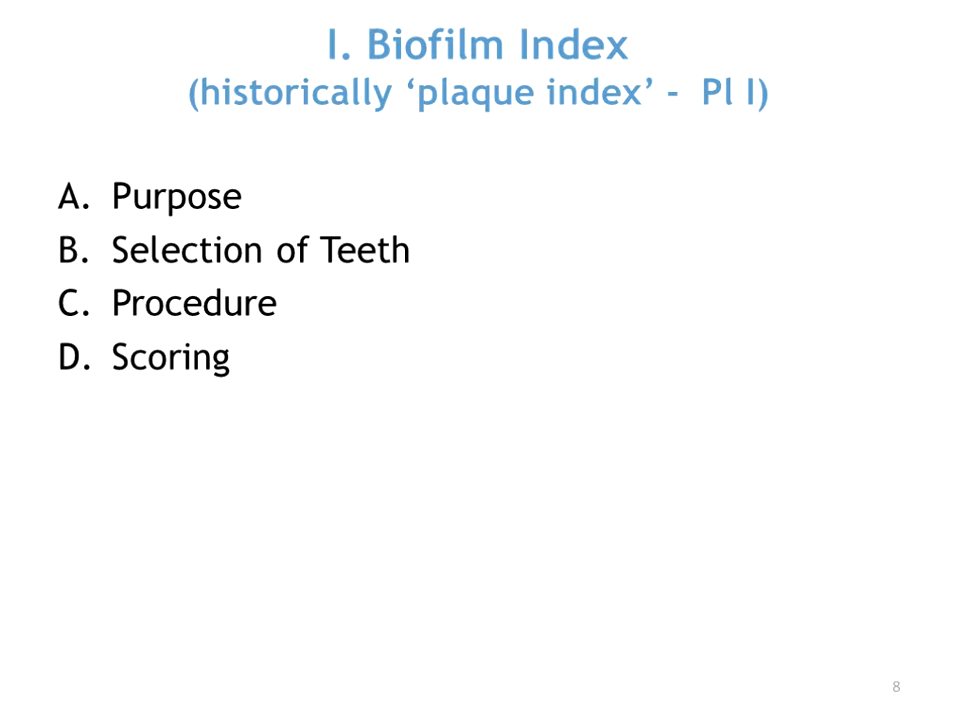 I. Biofilm Index
(historically ‘plaque index’ - Pl I)
A. Purpose
B. Selection of Teeth
C. Procedure
D. Scoring
8